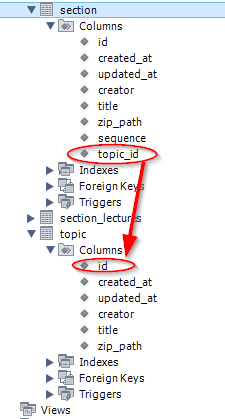 section
Columns
id
created_at
updated_at
creator
title
zip_path
sequence
topic_id
Indexes
Foreign Keys
Triggers
section_lectures
topic
Columns
id
created_at
updated_at
creator
title
zip_path
Indexes
Foreign Keys
Triggers
Views